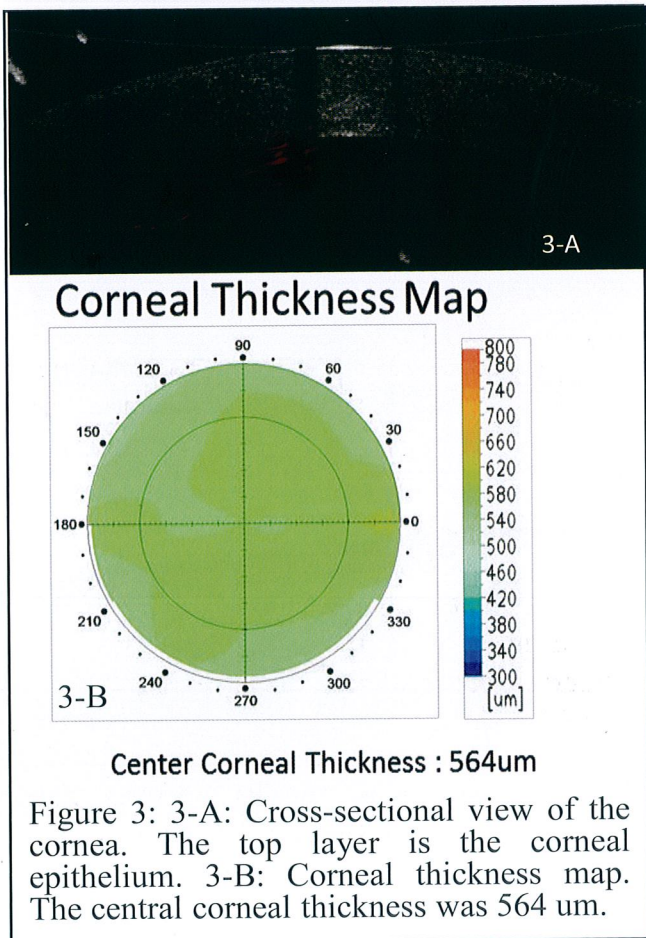 3-A
Corneal Thickness Map
90
120
60
150
30
180
0
210
330
240
300
270
3-B
800
780
740
700
660
620
580
540
500
460
420
380
340
300
[um]
Center Corneal Thickness : 564um
Figure 3: 3-A: Cross-sectional view of the
cornea. The top layer is the corneal
epithelium. 3-B: Corneal thickness map.
The central corneal thickness was 564 um.